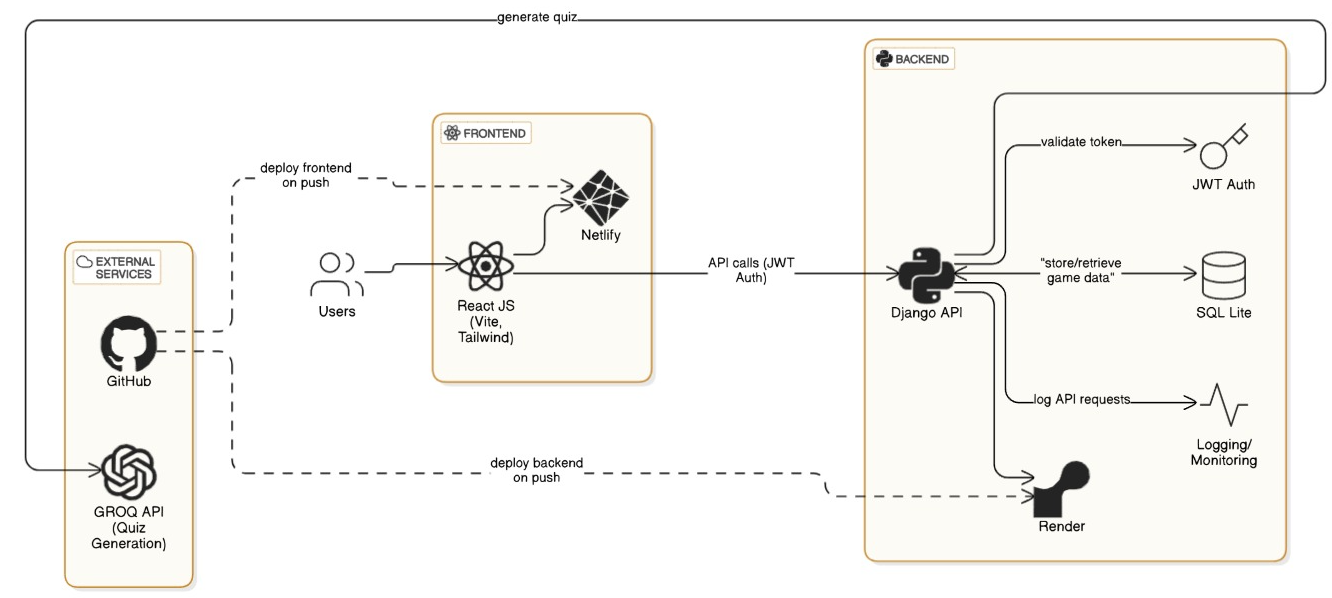 generate quiz
BACKEND
FRONTEND
validate token
JWT Auth
deploy frontend
on push
Netlify
EXTERNAL
SERVICES
API calls (JWT
Auth)
"store/retrieve
game data"
Users
React JS
(Vite,
Tailwind)
Django API
SQL Lite
GitHub
log API requests
Logging/
Monitoring
deploy backend
on push
GROQ API
(Quiz
Generation)
Render